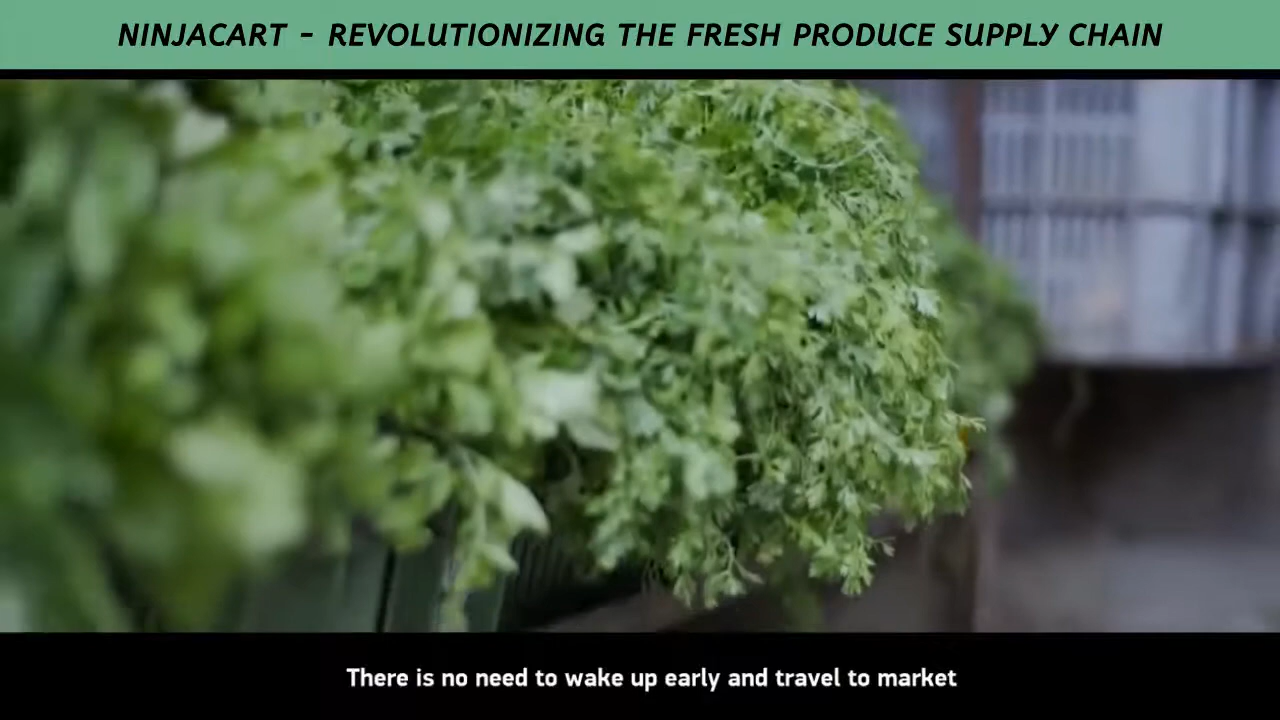 NINJACART - REVOLUTIONIZING THE FRESH PRODUCE SUPPLY CHAIN
There is no need to wake up early and travel to market